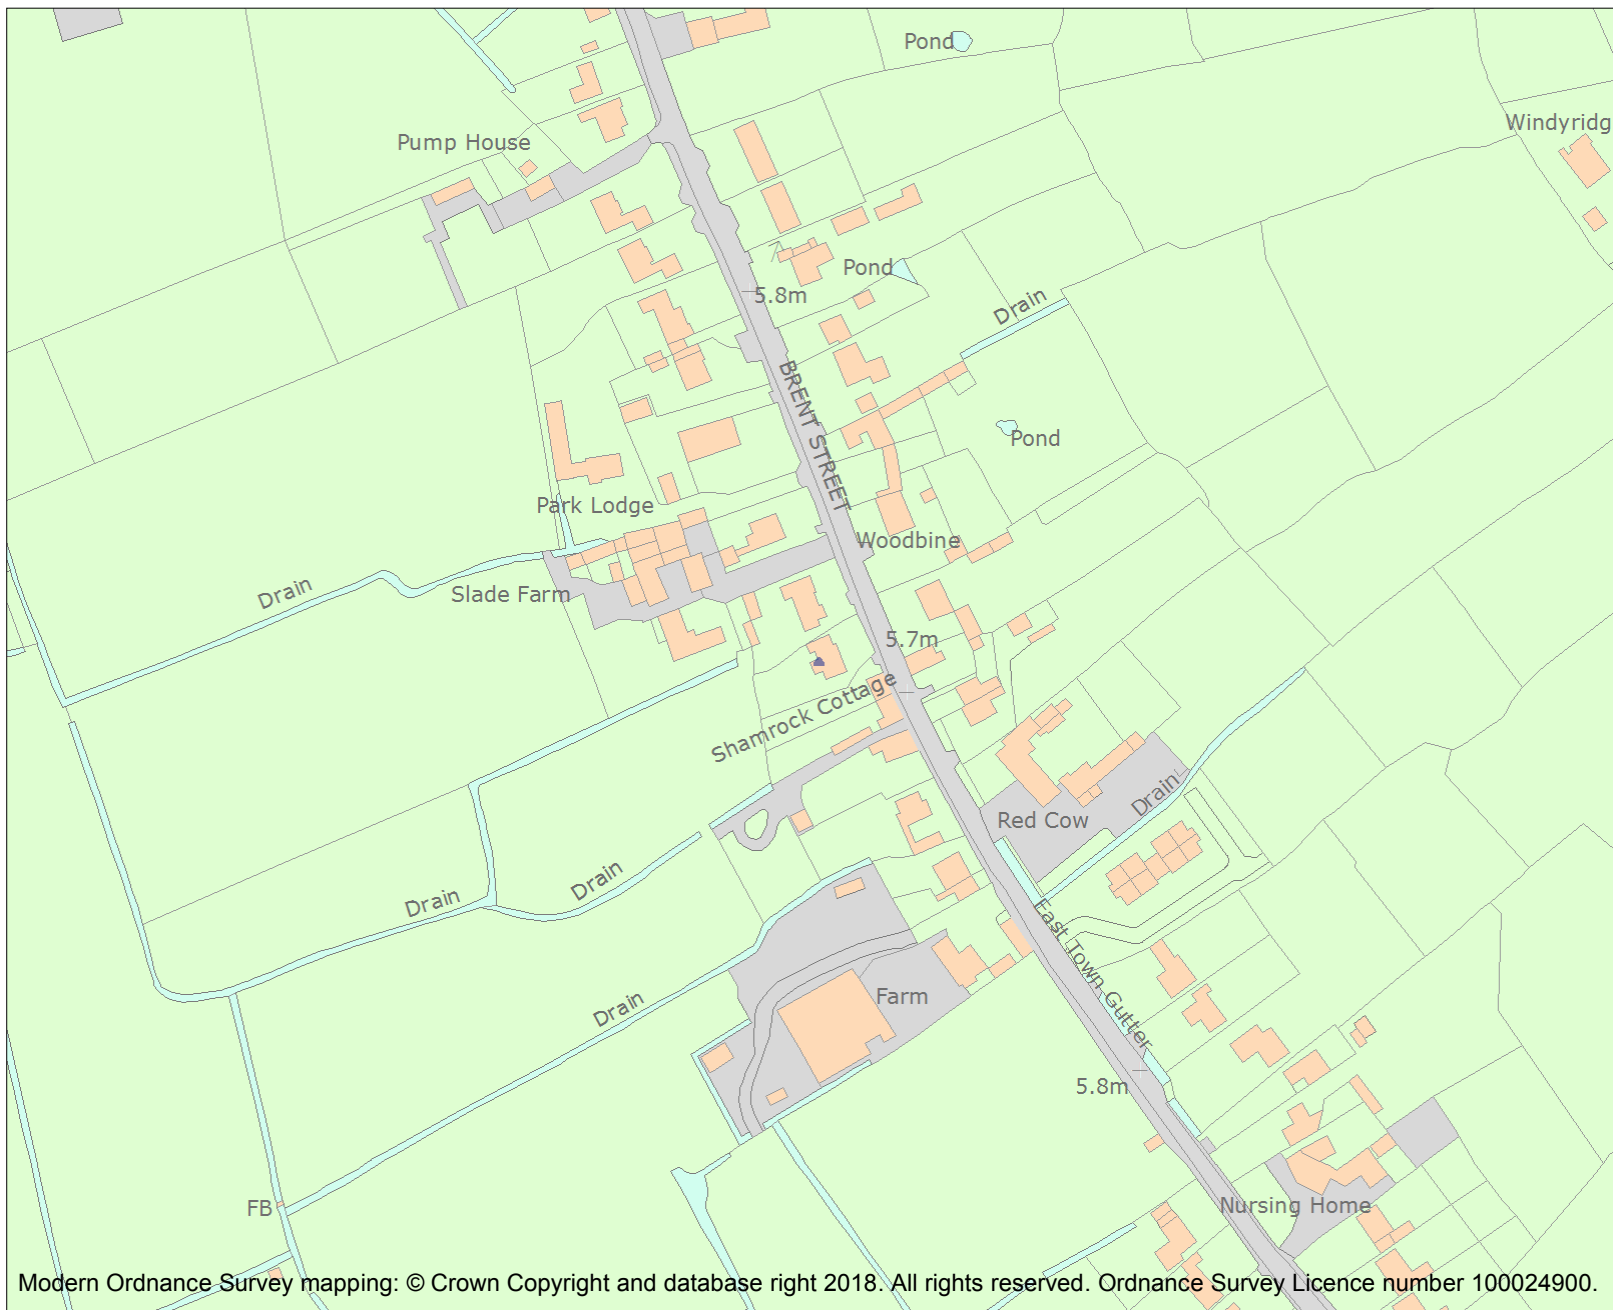 Pond
Windyridg
Pump House
Pond
5.8m
Drain
BRENT STREET
Pond
Park Lodge
Woodbine
Drain
Slade Farm
5.7m
Shamrock Cottage
Drain
Red Cow
Drain
Drain
East Town Gutter
Farm
Drain
5.8m
FB
Nursing Home
Modern Ordnance Survey mapping: © Crown Copyright and database right 2018. All rights reserved. Ordnance Survey Licence number 100024900.